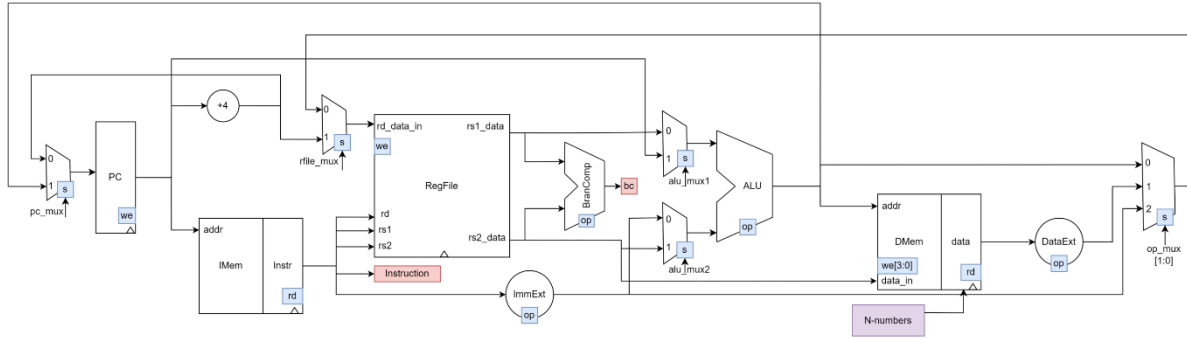 0
1
s
pc_mux
PC
we
+4
addr
IMem
Instr
rd
0
1
s
rfile_mux
rd_data_in
we
rs1_data
RegFile
rd
rs1
rs2
rs2_data
Instruction
ImmExt
op
BranComp
op
bc
0
1
s
alu_mux1
0
1
s
alu_mux2
ALU
op
addr
DMem
data
we[3:0]
data_in
rd
N-numbers
DataExt
op
0
1
2
s
op_mux
[1:0]